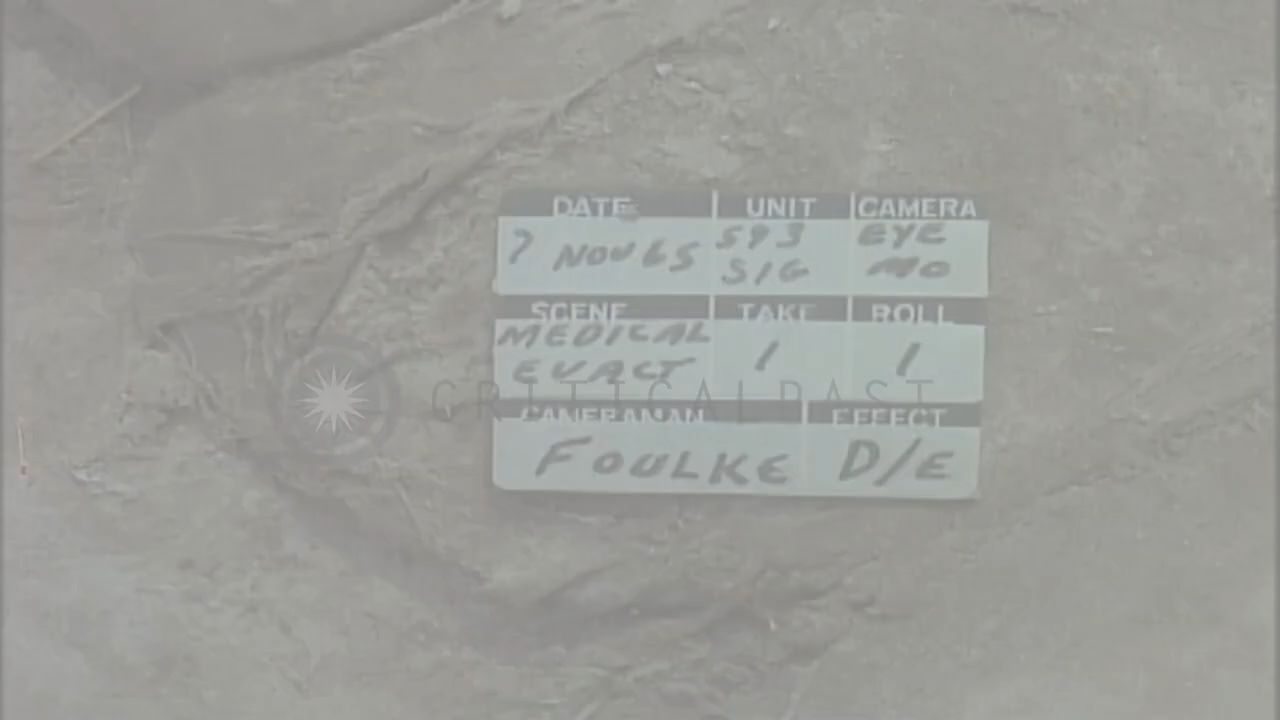 DATE UNIT CAMERA
7 NOV 65 593 SIG EYE MO
SCENE TAKE ROLL
MEDICAL EVACT 1 1
CAMERAMAN EFFECT
FOULKE D/E
CRITICALPAST